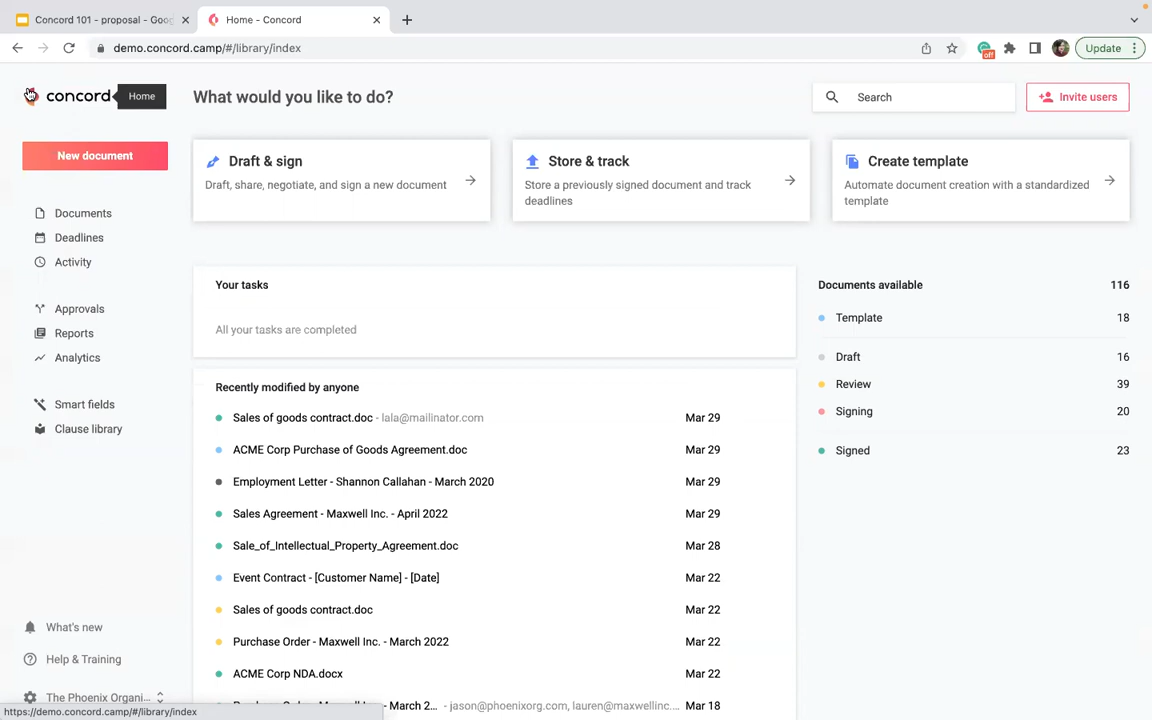 Concord 101 - proposal - Goo
Home - Concord
demo.concord.camp/#/library/index
off
Update
concord
Home
What would you like to do?
Search
Invite users
New document
Documents
Deadlines
Activity
Approvals
Reports
Analytics
Smart fields
Clause library
What's new
Help & Training
The Phoenix Organi...
https://demo.concord.camp/#/library/index
Draft & sign
Draft, share, negotiate, and sign a new document
Store & track
Store a previously signed document and track
deadlines
Create template
Automate document creation with a standardized
template
Your tasks
All your tasks are completed
Recently modified by anyone
Sales of goods contract.doc - lala@mailinator.com Mar 29
ACME Corp Purchase of Goods Agreement.doc Mar 29
Employment Letter - Shannon Callahan - March 2020 Mar 29
Sales Agreement - Maxwell Inc. - April 2022 Mar 29
Sale_of_Intellectual_Property_Agreement.doc Mar 28
Event Contract - [Customer Name] - [Date] Mar 22
Sales of goods contract.doc Mar 22
Purchase Order - Maxwell Inc. - March 2022 Mar 22
ACME Corp NDA.docx Mar 22
- March 2... - jason@phoenixorg.com, lauren@maxwellinc.... Mar 18
Documents available 116
Template 18
Draft 16
Review 39
Signing 20
Signed 23